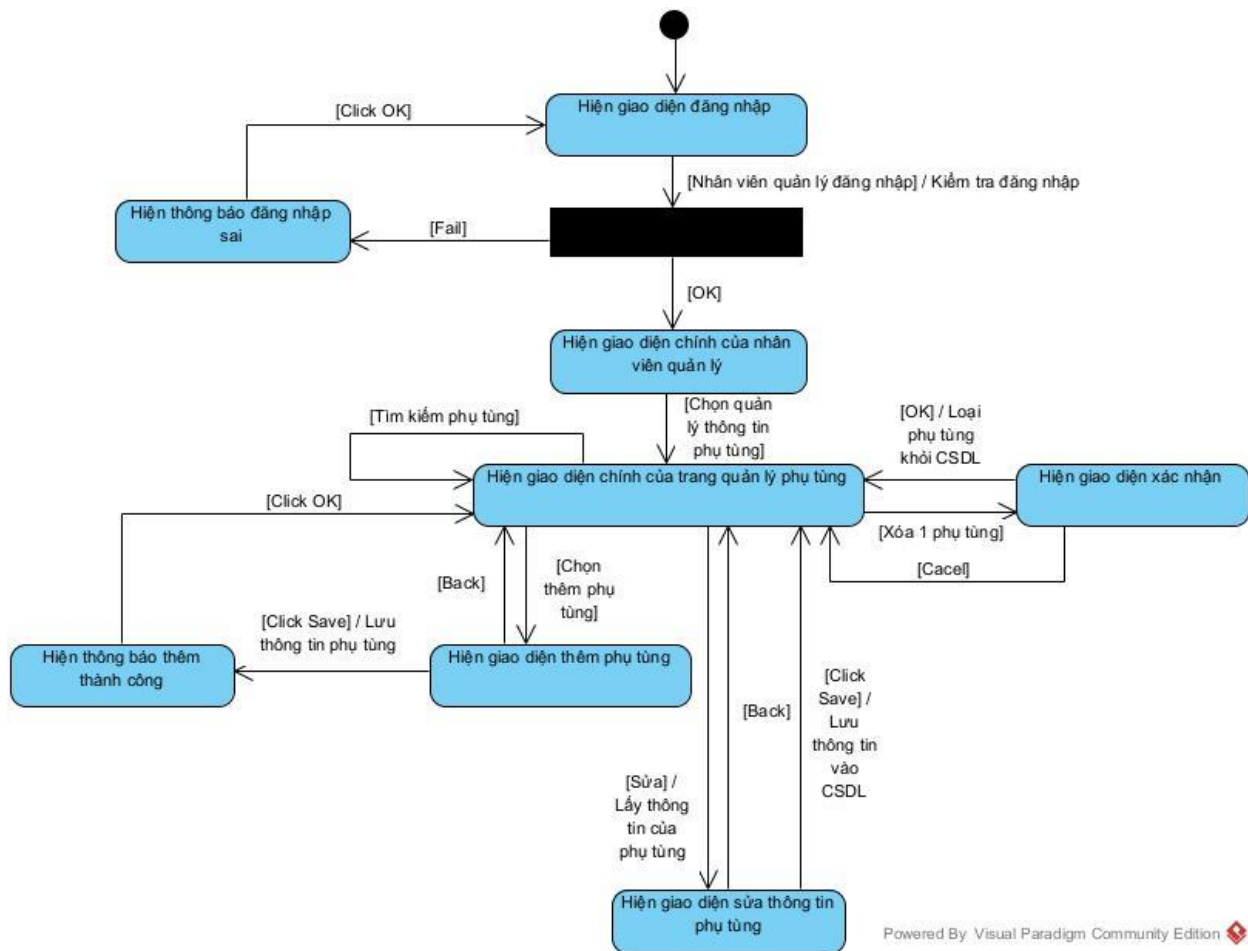 Hiện giao diện đăng nhập
[Click OK]
[Nhân viên quản lý đăng nhập] / Kiểm tra đăng nhập
Hiện thông báo đăng nhập
sai
[Fail]
[OK]
Hiện giao diện chính của nhân
viên quản lý
[Tìm kiếm phụ tùng]
[Chọn quản
lý thông tin
phụ tùng]
[OK] / Loại
phụ tùng
khỏi CSDL
Hiện giao diện chính của trang quản lý phụ tùng
Hiện giao diện xác nhận
[Click OK]
[Xóa 1 phụ tùng]
[Cacel]
[Back]
[Chọn
thêm phụ
tùng]
[Click Save] / Lưu
thông tin phụ tùng
Hiện thông báo thêm
thành công
Hiện giao diện thêm phụ tùng
[Back]
[Click
Save] /
Lưu
thông tin
vào
CSDL
[Sửa] /
Lấy thông
tin của
phụ tùng
Hiện giao diện sửa thông tin
phụ tùng
Powered By Visual Paradigm Community Edition